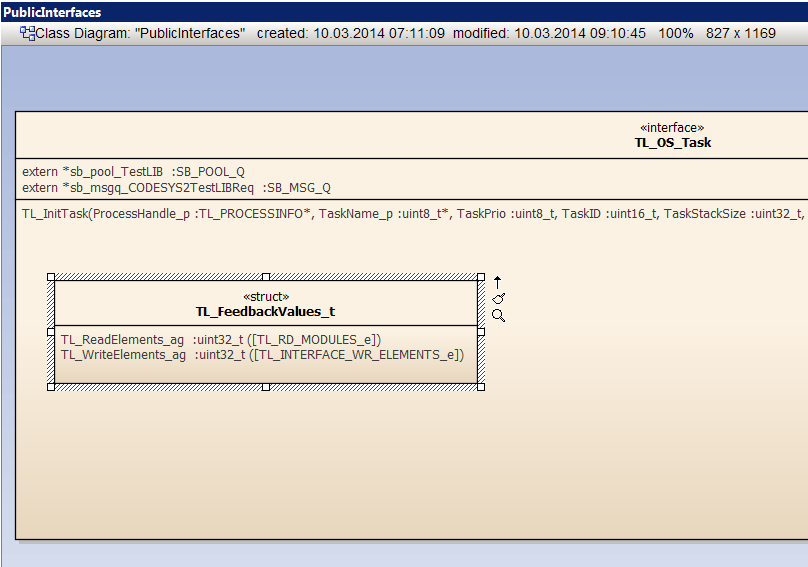 PublicInterfaces
Class Diagram: "PublicInterfaces" created: 10.03.2014 07:11:09 modified: 10.03.2014 09:10:45 100% 827 x 1169
«interface»
TL_OS_Task
extern *sb_pool_TestLIB :SB_POOL_Q
extern *sb_msgq_CODESYS2TestLIBReq :SB_MSG_Q
TL_InitTask(ProcessHandle_p :TL_PROCESSINFO*, TaskName_p :uint8_t*, TaskPrio :uint8_t, TaskID :uint16_t, TaskStackSize :uint32_t,
«struct»
TL_FeedbackValues_t
TL_ReadElements_ag :uint32_t ([TL_RD_MODULES_e])
TL_WriteElements_ag :uint32_t ([TL_INTERFACE_WR_ELEMENTS_e])